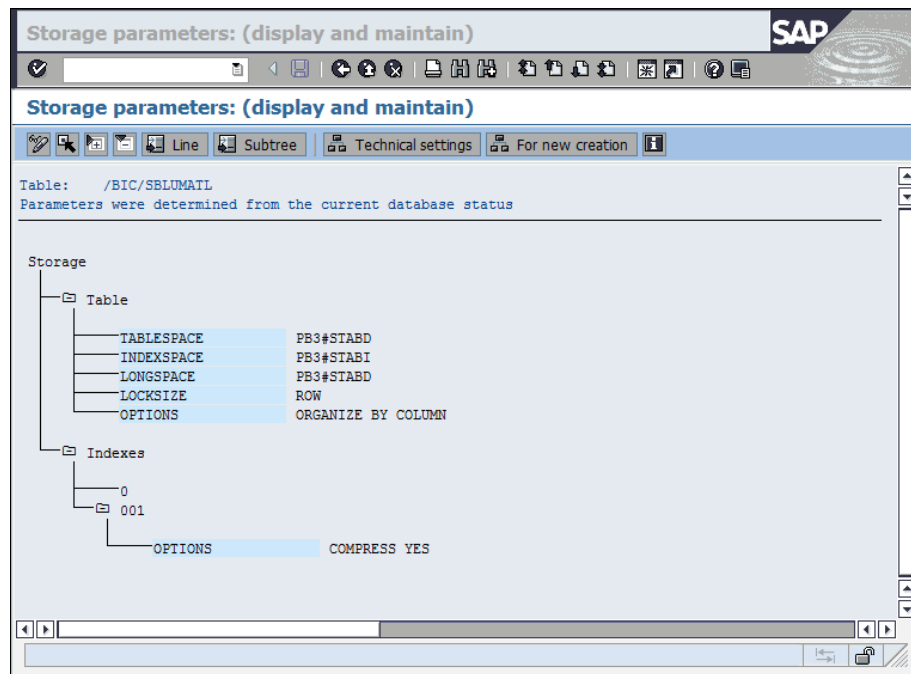 Storage parameters: (display and maintain)
SAP
Storage parameters: (display and maintain)
Line Subtree Technical settings For new creation
Table: /BIC/SBLUMATL
Parameters were determined from the current database status
Storage
Table
TABLESPACE PB3#STABD
INDEXSPACE PB3#STABI
LONGSPACE PB3#STABD
LOCKSIZE ROW
OPTIONS ORGANIZE BY COLUMN
Indexes
0
001
OPTIONS COMPRESS YES